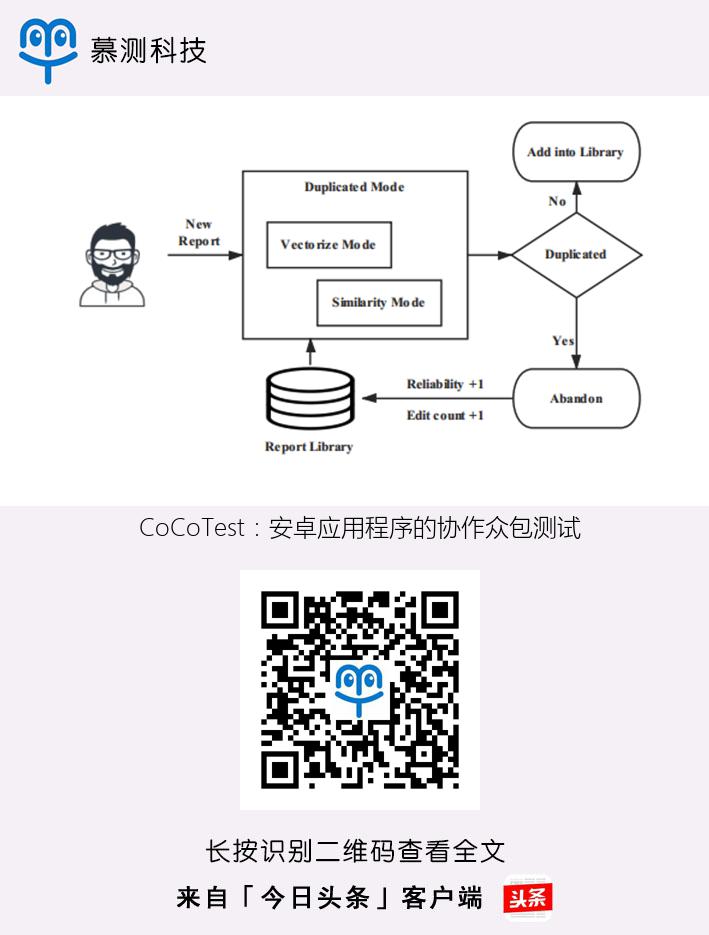 慕测科技
Add into Library
Duplicated Mode
No
New
Report
Vectorize Mode
Duplicated
Similarity Mode
Yes
Reliability +1
Abandon
Edit count +1
Report Library
CoCoTest：安卓应用程序的协作众包测试
长按识别二维码查看全文
来自「今日头条」客户端
头条